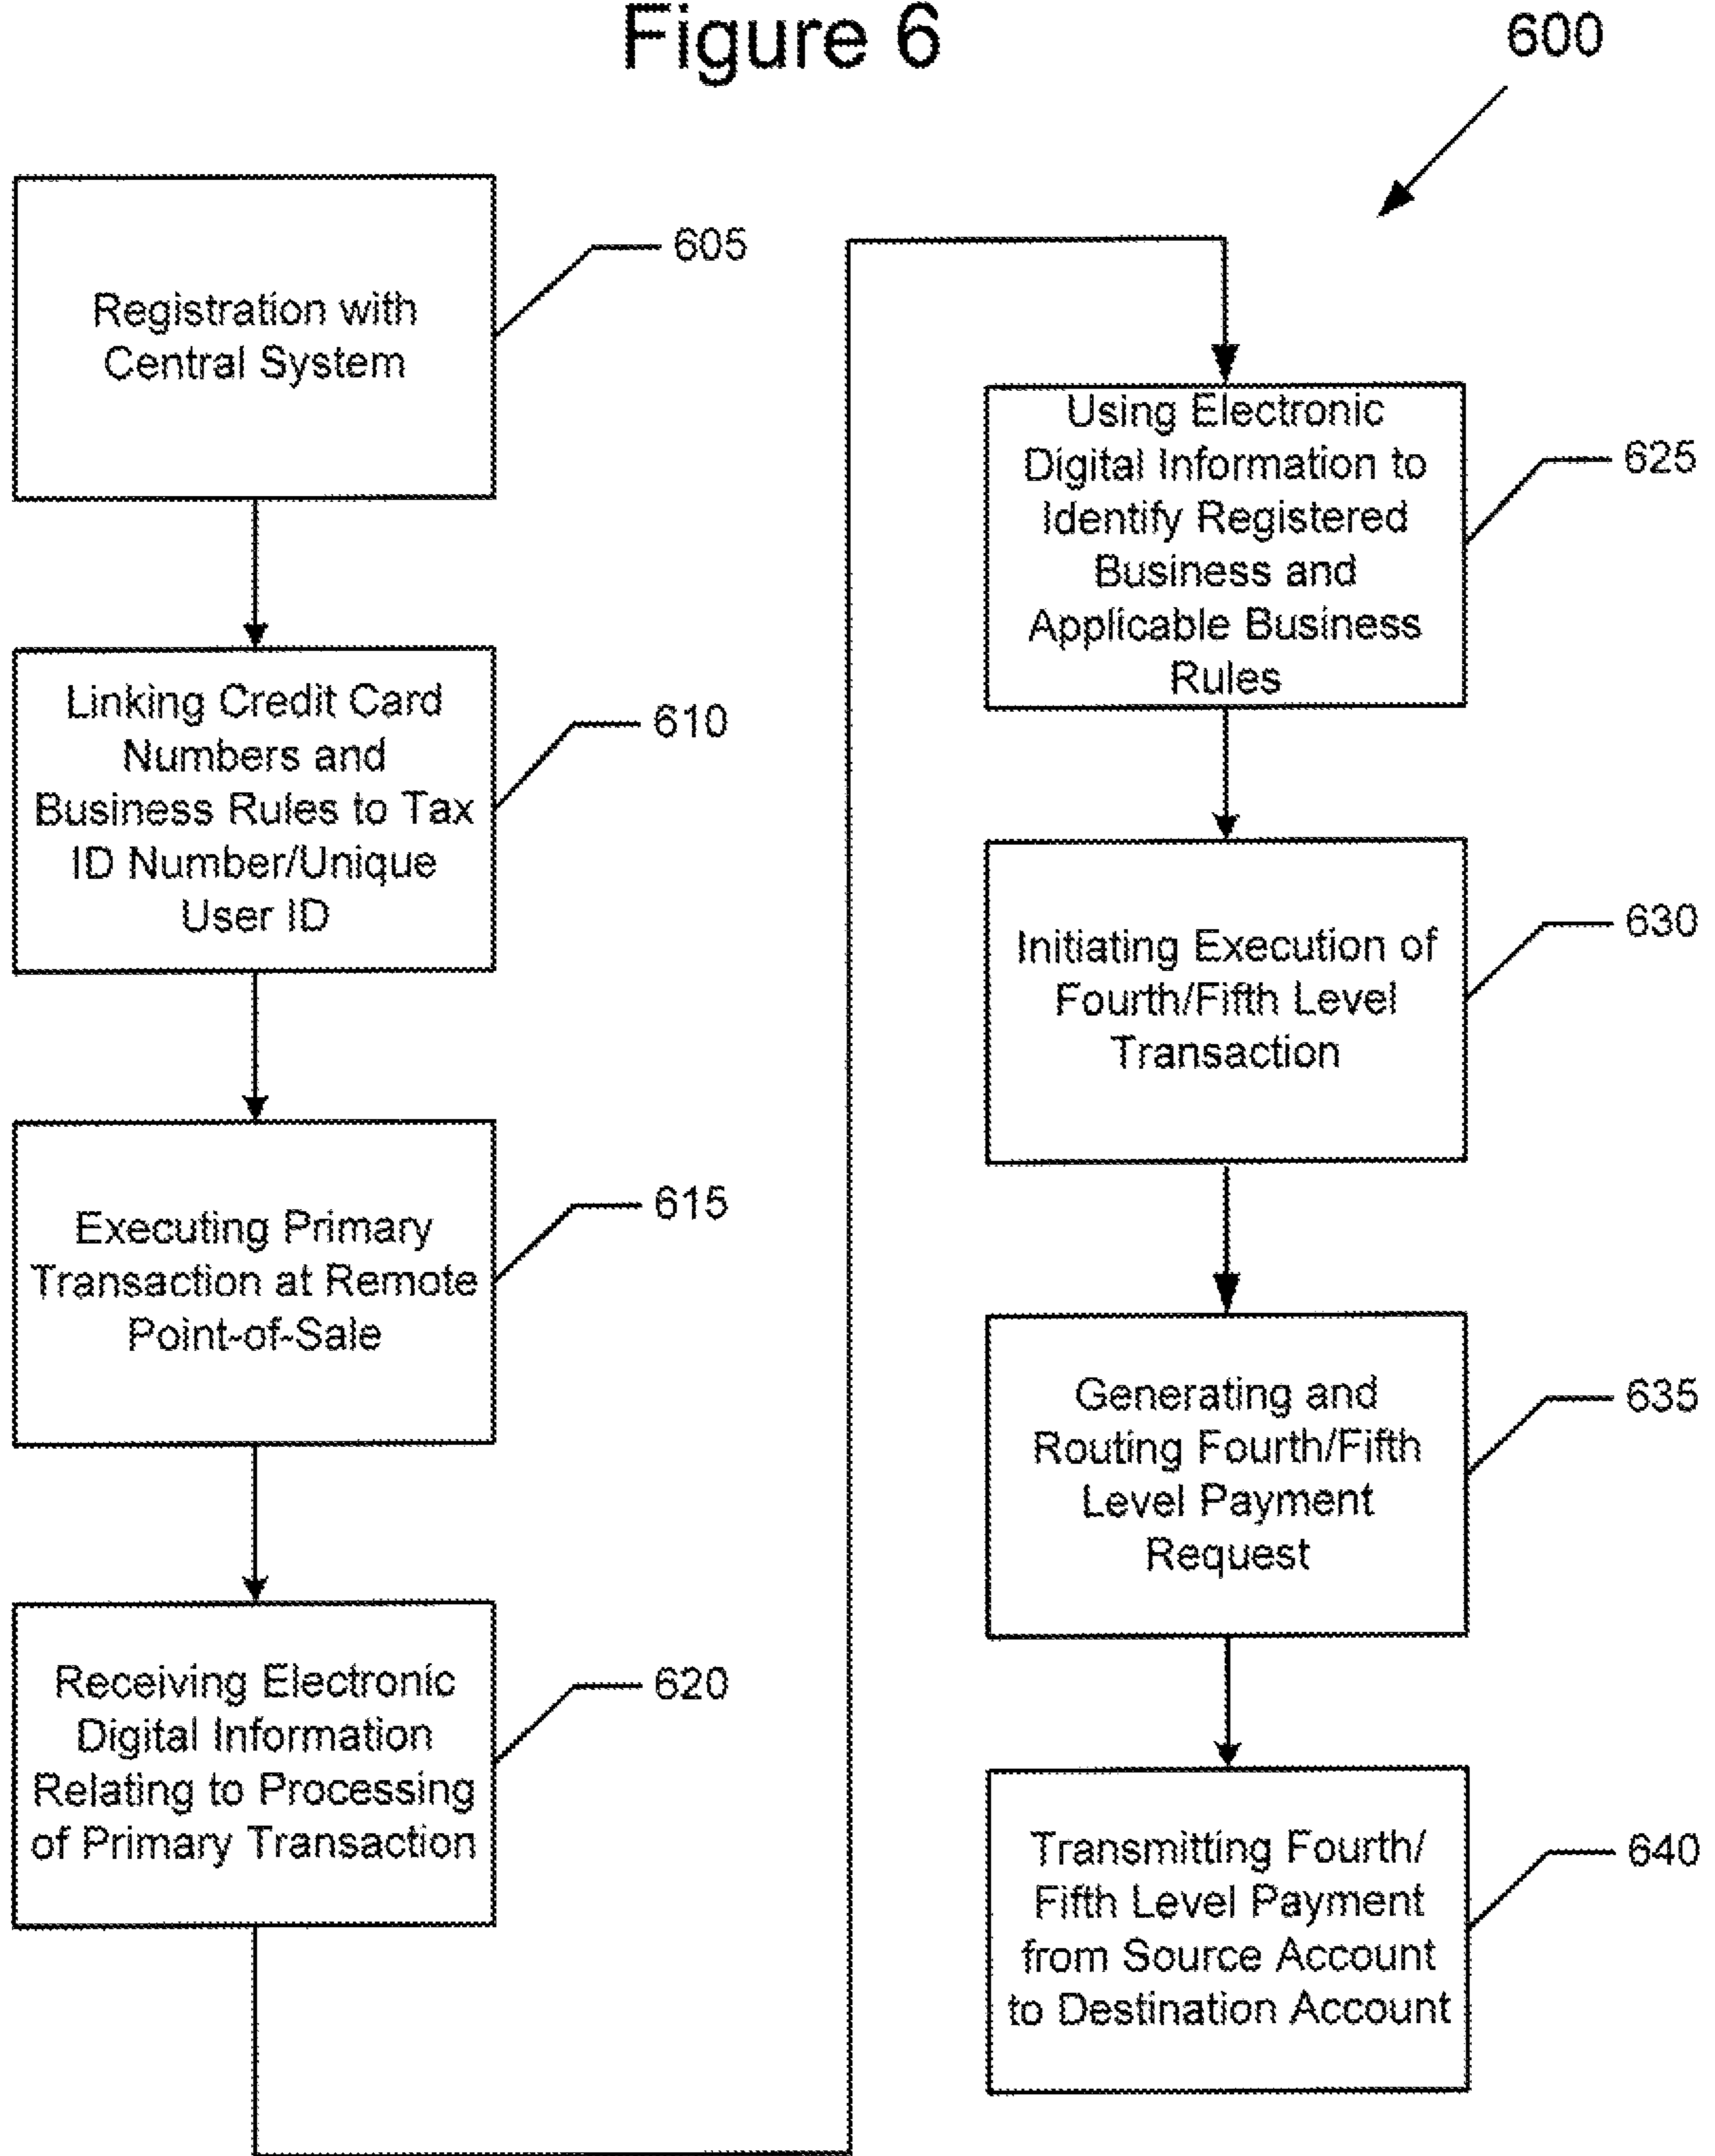 Figure 6
600
Registration with
Central System
605
Linking Credit Card
Numbers and
Business Rules to Tax
ID Number/Unique
User ID
610
Executing Primary
Transaction at Remote
Point-of-Sale
615
Receiving Electronic
Digital Information
Relating to Processing
of Primary Transaction
620
Using Electronic
Digital Information to
Identify Registered
Business and
Applicable Business
Rules
625
Initiating Execution of
Fourth/Fifth Level
Transaction
630
Generating and
Routing Fourth/Fifth
Level Payment
Request
635
Transmitting Fourth/
Fifth Level Payment
from Source Account
to Destination Account
640